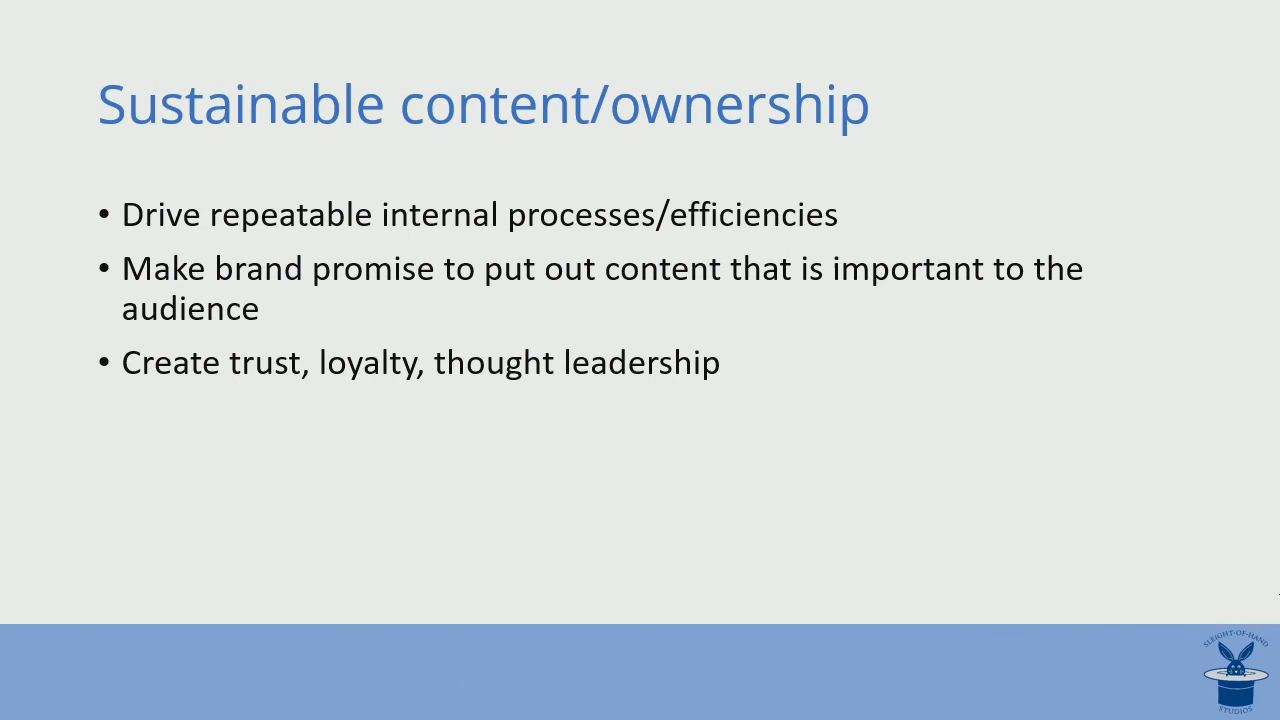 Sustainable content/ownership
• Drive repeatable internal processes/efficiencies
• Make brand promise to put out content that is important to the
audience
• Create trust, loyalty, thought leadership
SLEIGHT-OF-HAND
STUDIOS